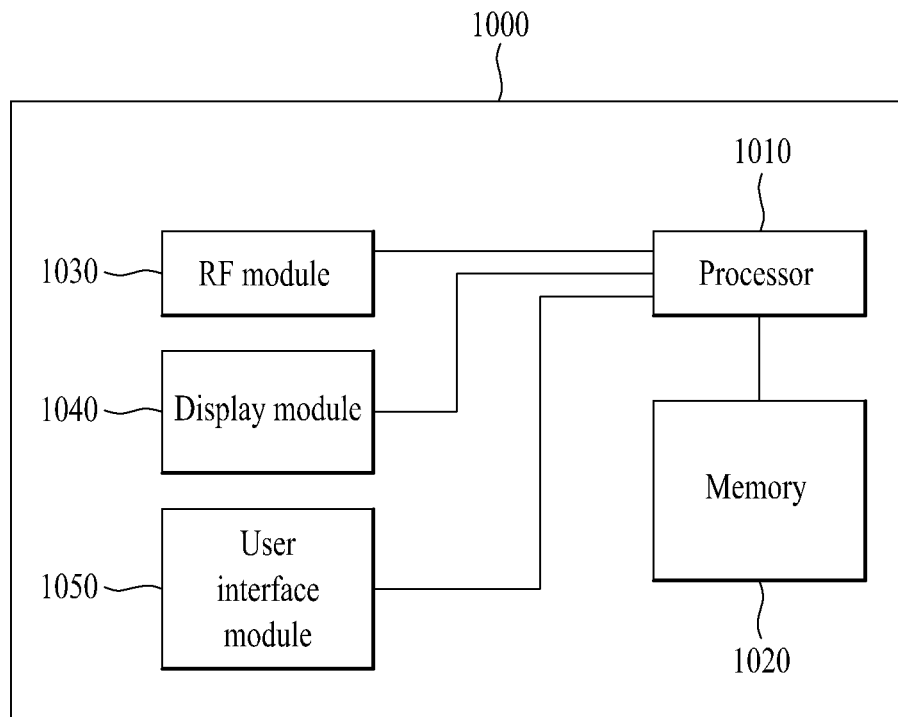 1000
1010
1030
RF module
Processor
1040
Display module
Memory
1050
User
interface
module
1020